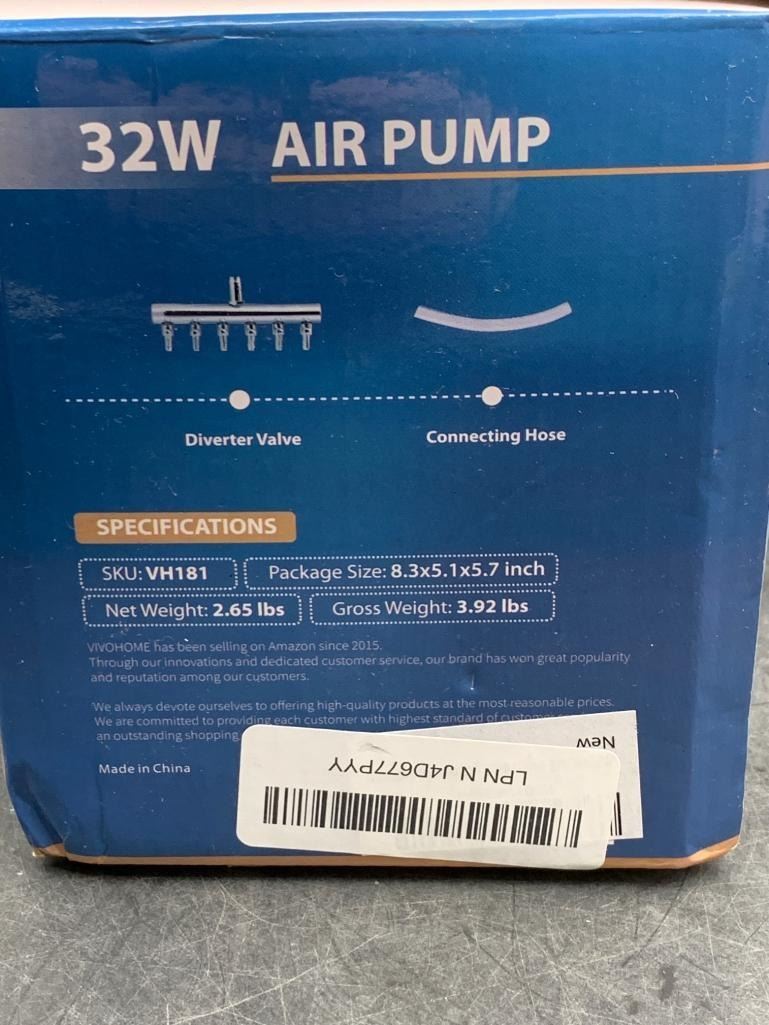 32W AIR PUMP
Diverter Valve Connecting Hose
SPECIFICATIONS
SKU: VH181 Package Size: 8.3x5.1x5.7 inch
Net Weight: 2.65 lbs Gross Weight: 3.92 lbs
VIVOHOME has been selling on Amazon since 2015.
Through our innovations and dedicated customer service, our brand has won great popularity
and reputation among our customers.
We always devote ourselves to offering high-quality products at the most reasonable prices.
We are committed to providing each customer with highest standard of
an outstanding shopping
New
Made in China
LPN N J4D677PYY